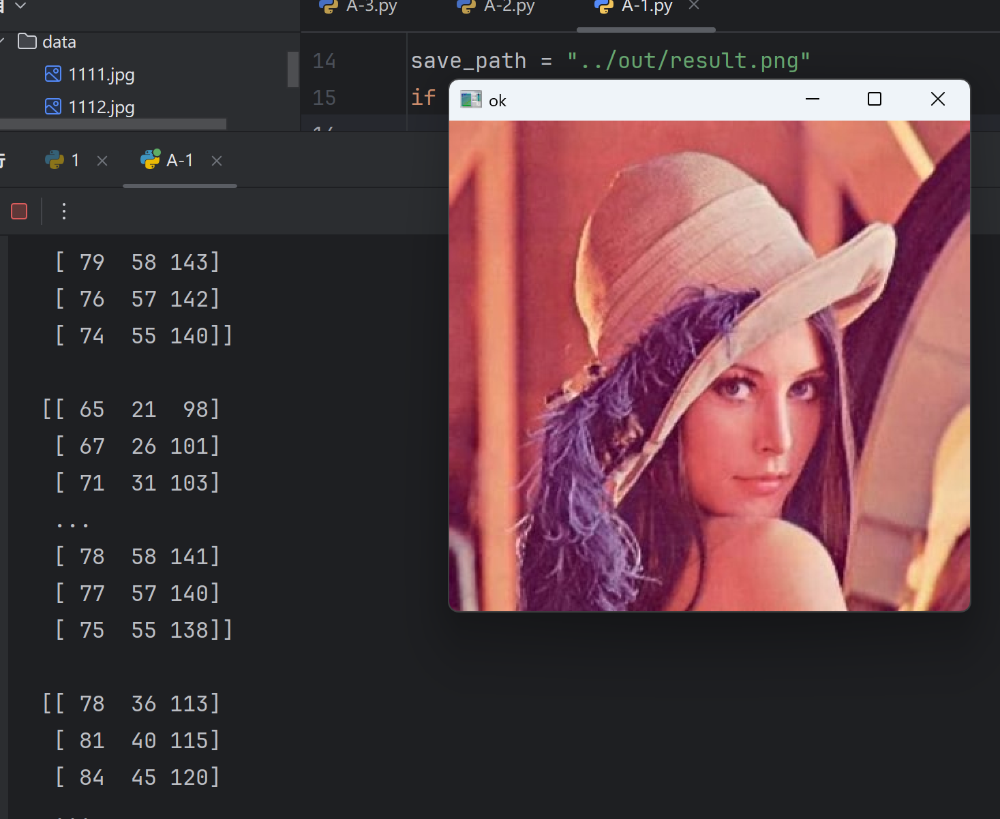 A-3.py A-2.py A-1.py
data
1111.jpg
1112.jpg
14 save_path = "../out/result.png"
15 if
ok
1 A-1
[ 79 58 143]
[ 76 57 142]
[ 74 55 140]]
[[ 65 21 98]
[ 67 26 101]
[ 71 31 103]
...
[ 78 58 141]
[ 77 57 140]
[ 75 55 138]]
[[ 78 36 113]
[ 81 40 115]
[ 84 45 120]
...